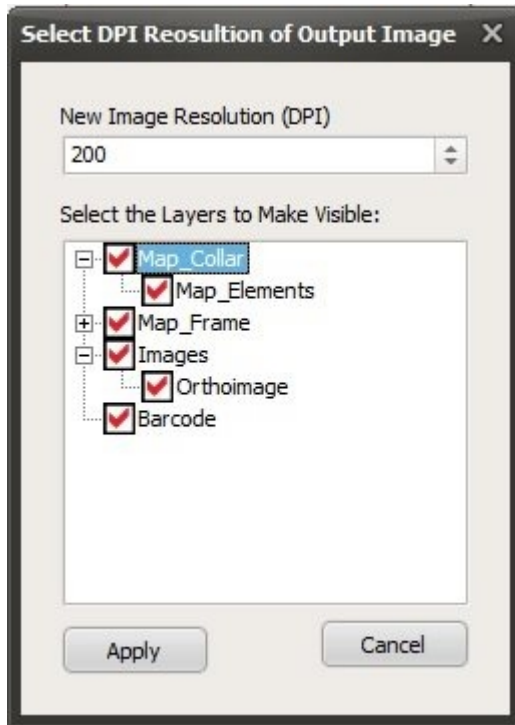 Select DPI Reosultion of Output Image
New Image Resolution (DPI)
200
Select the Layers to Make Visible:
Map_Collar
Map_Elements
Map_Frame
Images
Orthoimage
Barcode
Apply Cancel